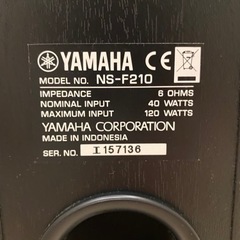 YAMAHA CE
MODEL NO. NS-F210
IMPEDANCE 6 OHMS
NOMINAL INPUT 40 WATTS
MAXIMUM INPUT 120 WATTS
YAMAHA CORPORATION
MADE IN INDONESIA
SER. NO. I157136